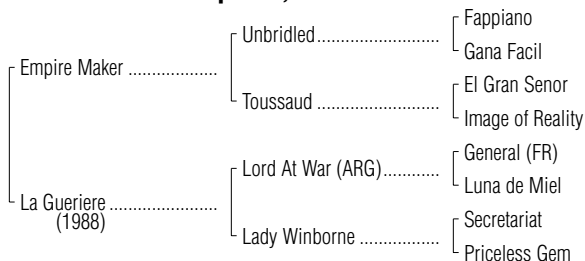 Fappiano
Unbridled
Gana Facil
Empire Maker
El Gran Senor
Toussaud
Image of Reality
General (FR)
Lord At War (ARG)
Luna de Miel
La Gueriere
(1988)
Secretariat
Lady Winborne
Priceless Gem